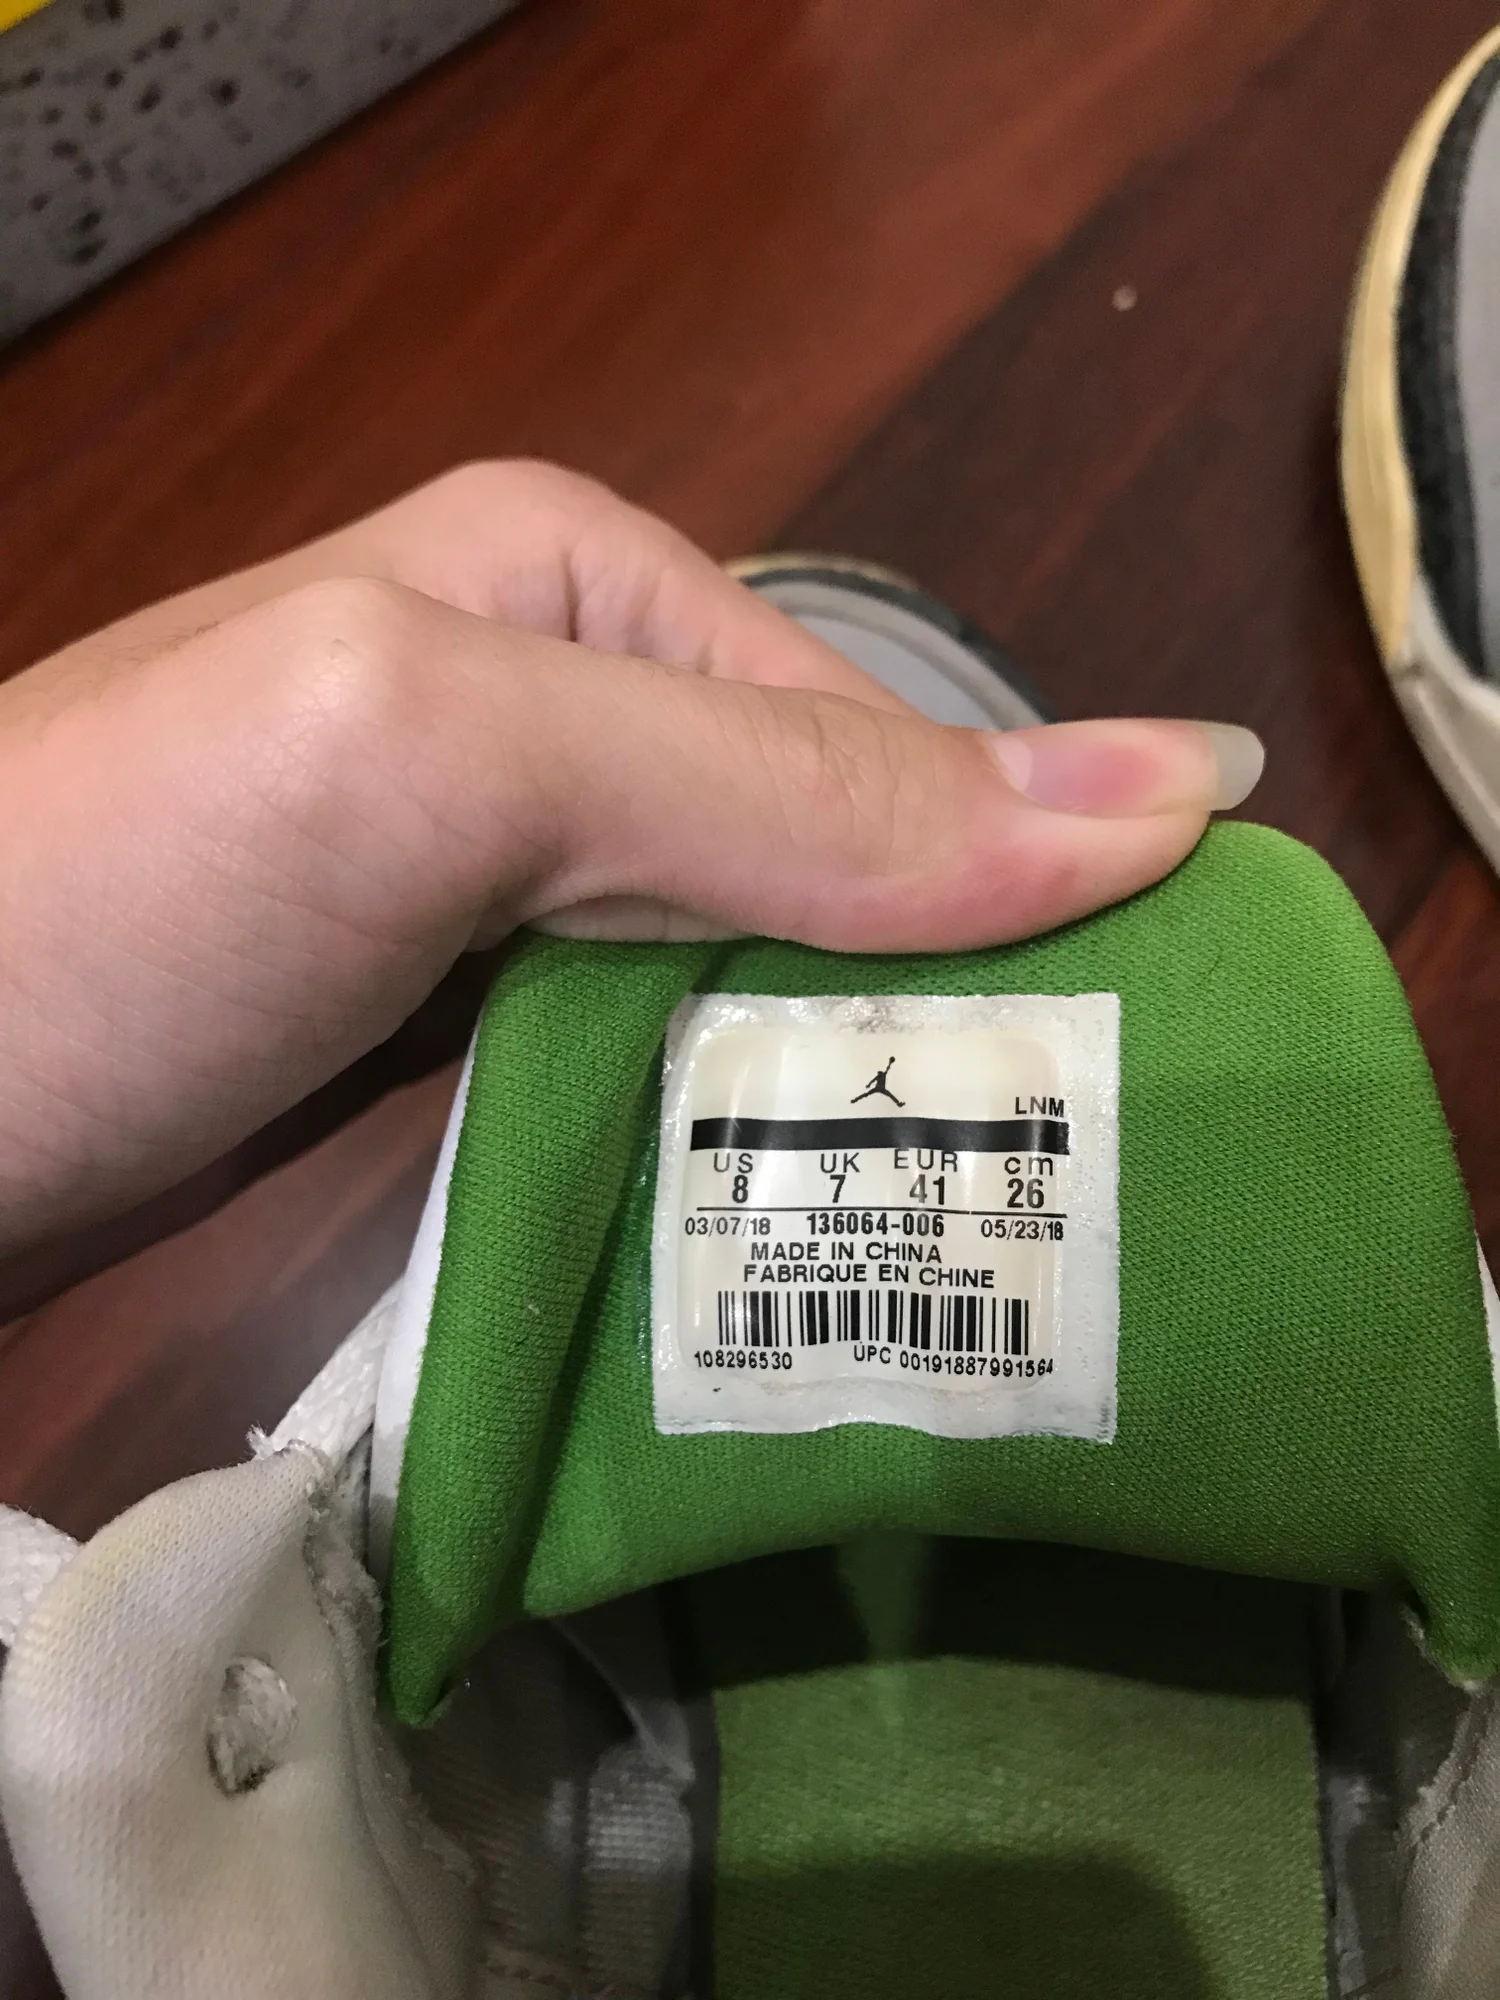 LNM
US UK EUR cm
8 7 41 26
03/07/18 136064-006 05/23/18
MADE IN CHINA
FABRIQUE EN CHINE
108296530 UPC 00191887991564